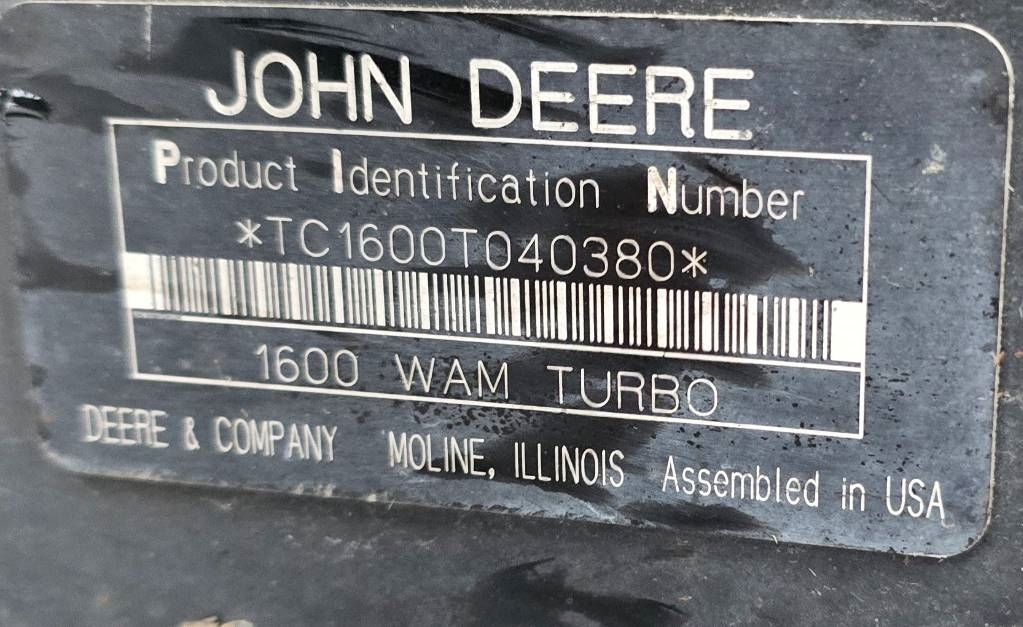 JOHN DEERE
Product Identification Number
*TC1600T040380*
1600 WAM TURBO
DEERE & COMPANY MOLINE, ILLINOIS Assembled in USA